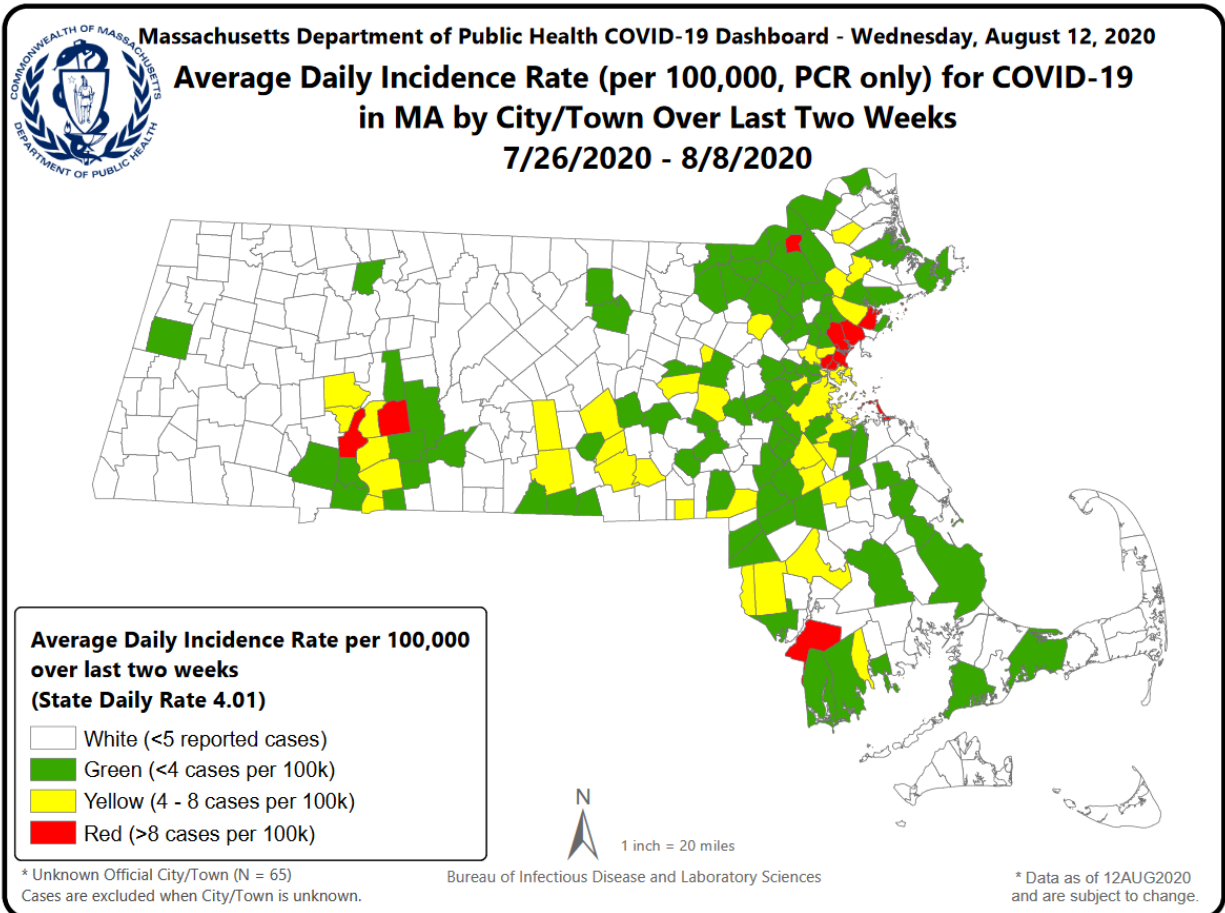 COMMONWEALTH OF MASSACHUSETTS
DEPARTMENT OF PUBLIC HEALTH
Massachusetts Department of Public Health COVID-19 Dashboard - Wednesday, August 12, 2020
Average Daily Incidence Rate (per 100,000, PCR only) for COVID-19
in MA by City/Town Over Last Two Weeks
7/26/2020 - 8/8/2020
Average Daily Incidence Rate per 100,000
over last two weeks
(State Daily Rate 4.01)
White (<5 reported cases)
Green (<4 cases per 100k)
Yellow (4 - 8 cases per 100k)
Red (>8 cases per 100k)
N
1 inch = 20 miles
* Unknown Official City/Town (N = 65)
Cases are excluded when City/Town is unknown.
Bureau of Infectious Disease and Laboratory Sciences
* Data as of 12AUG2020
and are subject to change.